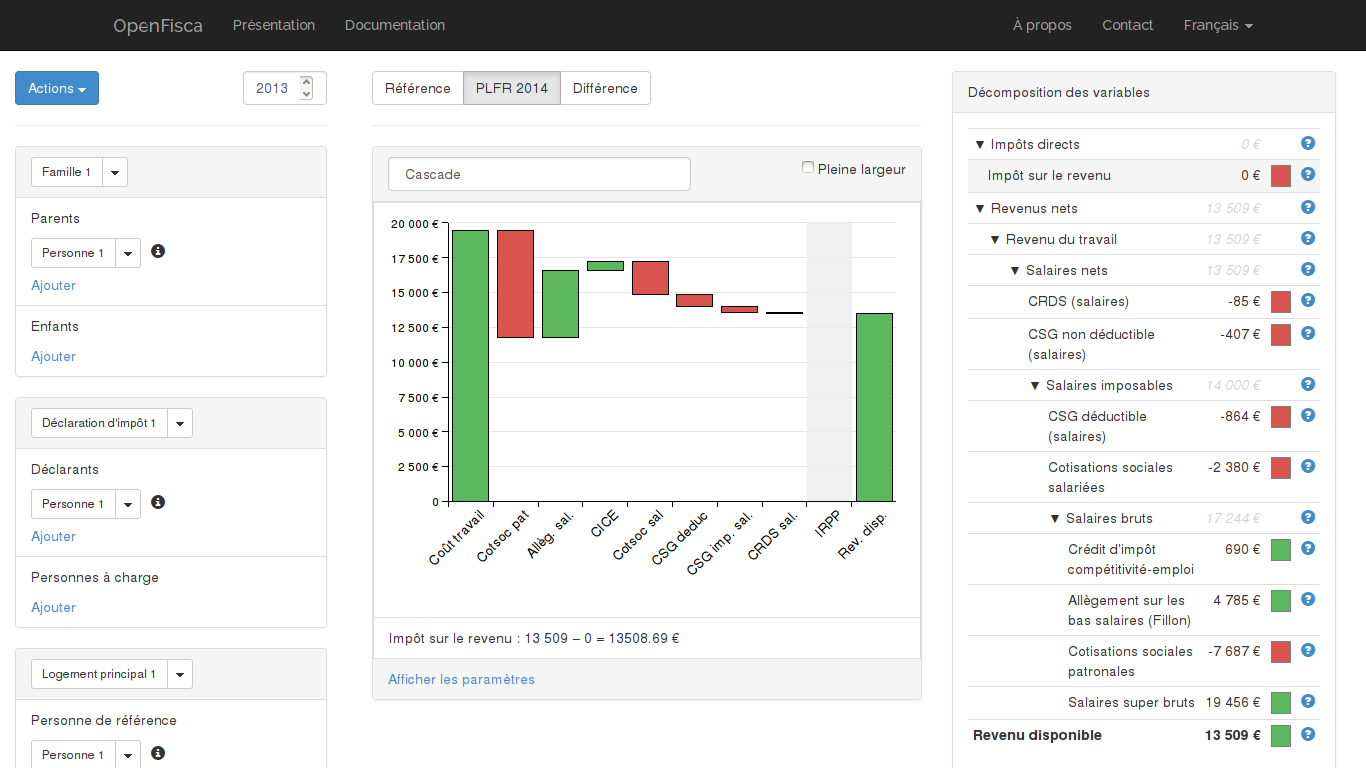 OpenFisca Présentation Documentation À propos Contact Français
Actions 2013
Famille 1
Parents
Personne 1
Ajouter
Enfants
Ajouter
Déclaration d'impôt 1
Déclarants
Personne 1
Ajouter
Personnes à charge
Ajouter
Logement principal 1
Personne de référence
Personne 1
Référence PLFR 2014 Différence
Cascade Pleine largeur
20 000 €
17 500 €
15 000 €
12 500 €
10 000 €
7 500 €
5 000 €
2 500 €
0
Coût travail Cotsoc pat Allèg. sal. CICE Cotsoc sal CSG deduc CSG imp. sal. CRDS sal. IRPP Rev. disp.
Impôt sur le revenu : 13 509 – 0 = 13508.69 €
Afficher les paramètres
Décomposition des variables
▼ Impôts directs 0 €
Impôt sur le revenu 0 €
▼ Revenus nets 13 509 €
▼ Revenu du travail 13 509 €
▼ Salaires nets 13 509 €
CRDS (salaires) -85 €
CSG non déductible -407 €
(salaires)
▼ Salaires imposables 14 000 €
CSG déductible -864 €
(salaires)
Cotisations sociales -2 380 €
salariées
▼ Salaires bruts 17 244 €
Crédit d'impôt 690 €
compétitivité-emploi
Allègement sur les 4 785 €
bas salaires (Fillon)
Cotisations sociales -7 687 €
patronales
Salaires super bruts 19 456 €
Revenu disponible 13 509 €